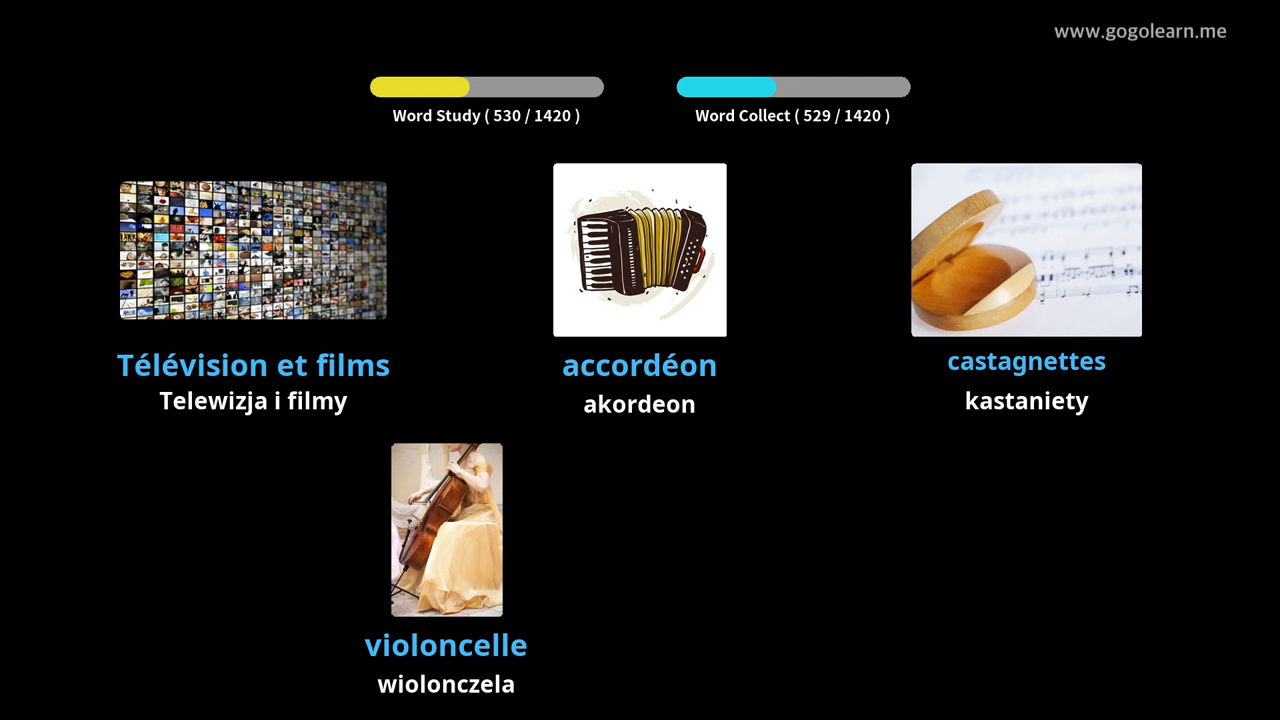 www.gogolearn.me
Word Study ( 530 / 1420 )
Word Collect ( 529 / 1420 )
Télévision et films
Telewizja i filmy
accordéon
akordeon
castagnettes
kastaniety
violoncelle
wiolonczela